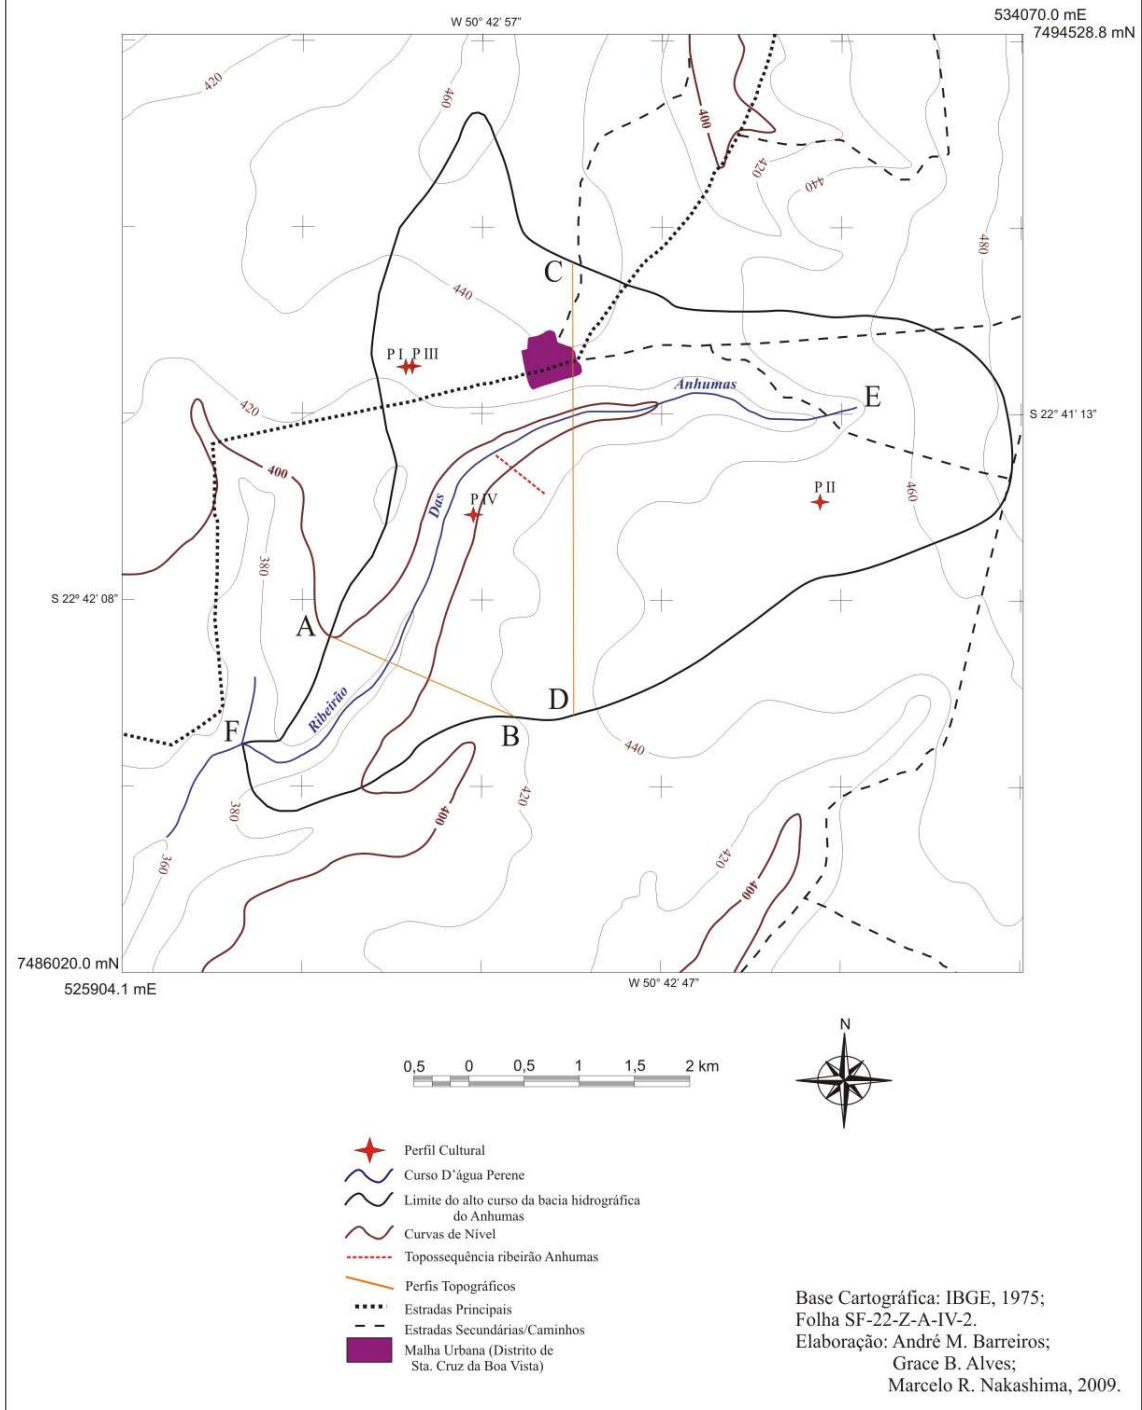 534070.0 mE
W 50° 42' 57"
7494528.8 mN
420
460
400
420
440
480
C
440
P I
P III
Anhumas
E
420
S 22° 41' 13"
400
460
P II
Das
P IV
380
S 22° 42' 08"
A
Ribeirão
D
F
B
440
420
380
400
360
420
400
7486020.0 mN
525904.1 mE
W 50° 42' 47"
N
0,5 0 0,5 1 1,5 2 km
Perfil Cultural
Curso D'água Perene
Limite do alto curso da bacia hidrográfica
do Anhumas
Curvas de Nível
Topossequência ribeirão Anhumas
Perfis Topográficos
Estradas Principais
Estradas Secundárias/Caminhos
Malha Urbana (Distrito de
Sta. Cruz da Boa Vista)
Base Cartográfica: IBGE, 1975;
Folha SF-22-Z-A-IV-2.
Elaboração: André M. Barreiros;
Grace B. Alves;
Marcelo R. Nakashima, 2009.